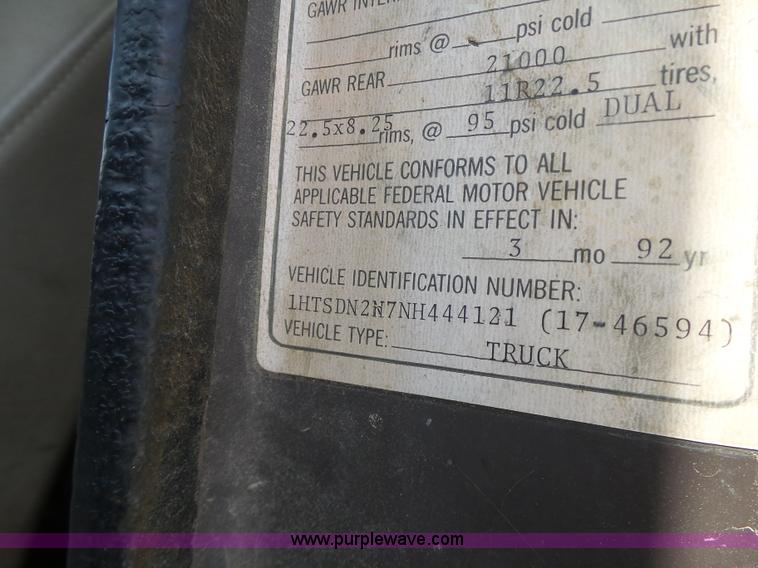 GAWR INTER
rims @ psi cold
GAWR REAR 21000 with
11R22.5 tires,
22.5x8.25 rims, @ 95 psi cold DUAL
THIS VEHICLE CONFORMS TO ALL
APPLICABLE FEDERAL MOTOR VEHICLE
SAFETY STANDARDS IN EFFECT IN:
3 mo 92 yr
VEHICLE IDENTIFICATION NUMBER:
1HTSDN2N7NH444121 (17-46594)
VEHICLE TYPE: TRUCK
www.purplewave.com